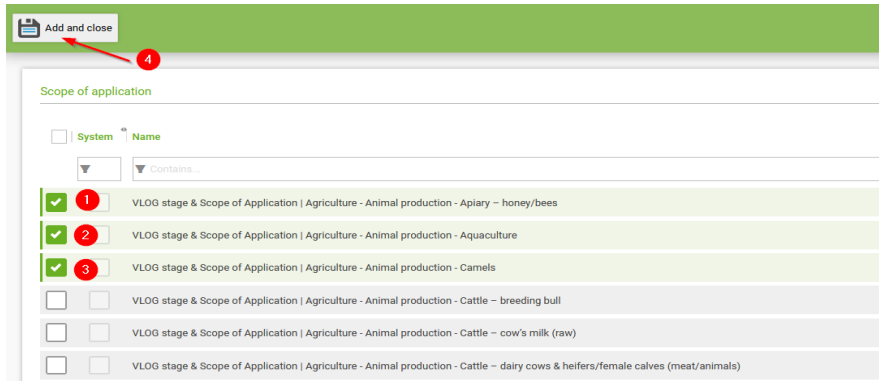 Add and close
4
Scope of application
System Name
Contains...
1 VLOG stage & Scope of Application | Agriculture - Animal production - Apiary – honey/bees
2 VLOG stage & Scope of Application | Agriculture - Animal production - Aquaculture
3 VLOG stage & Scope of Application | Agriculture - Animal production - Camels
VLOG stage & Scope of Application | Agriculture - Animal production - Cattle – breeding bull
VLOG stage & Scope of Application | Agriculture - Animal production - Cattle – cow's milk (raw)
VLOG stage & Scope of Application | Agriculture - Animal production - Cattle – dairy cows & heifers/female calves (meat/animals)